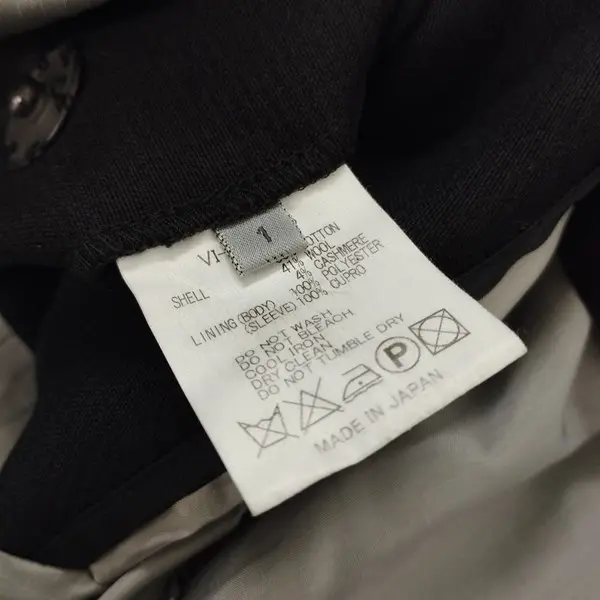 1
VI-
COTTON
41% WOOL
SHELL 4% CASHMERE
LINING(BODY) 100% POLYESTER
(SLEEVE) 100% CUPRO
DO NOT WASH
DO NOT BLEACH
COOL IRON
DRY CLEAN
DO NOT TUMBLE DRY
P
MADE IN JAPAN